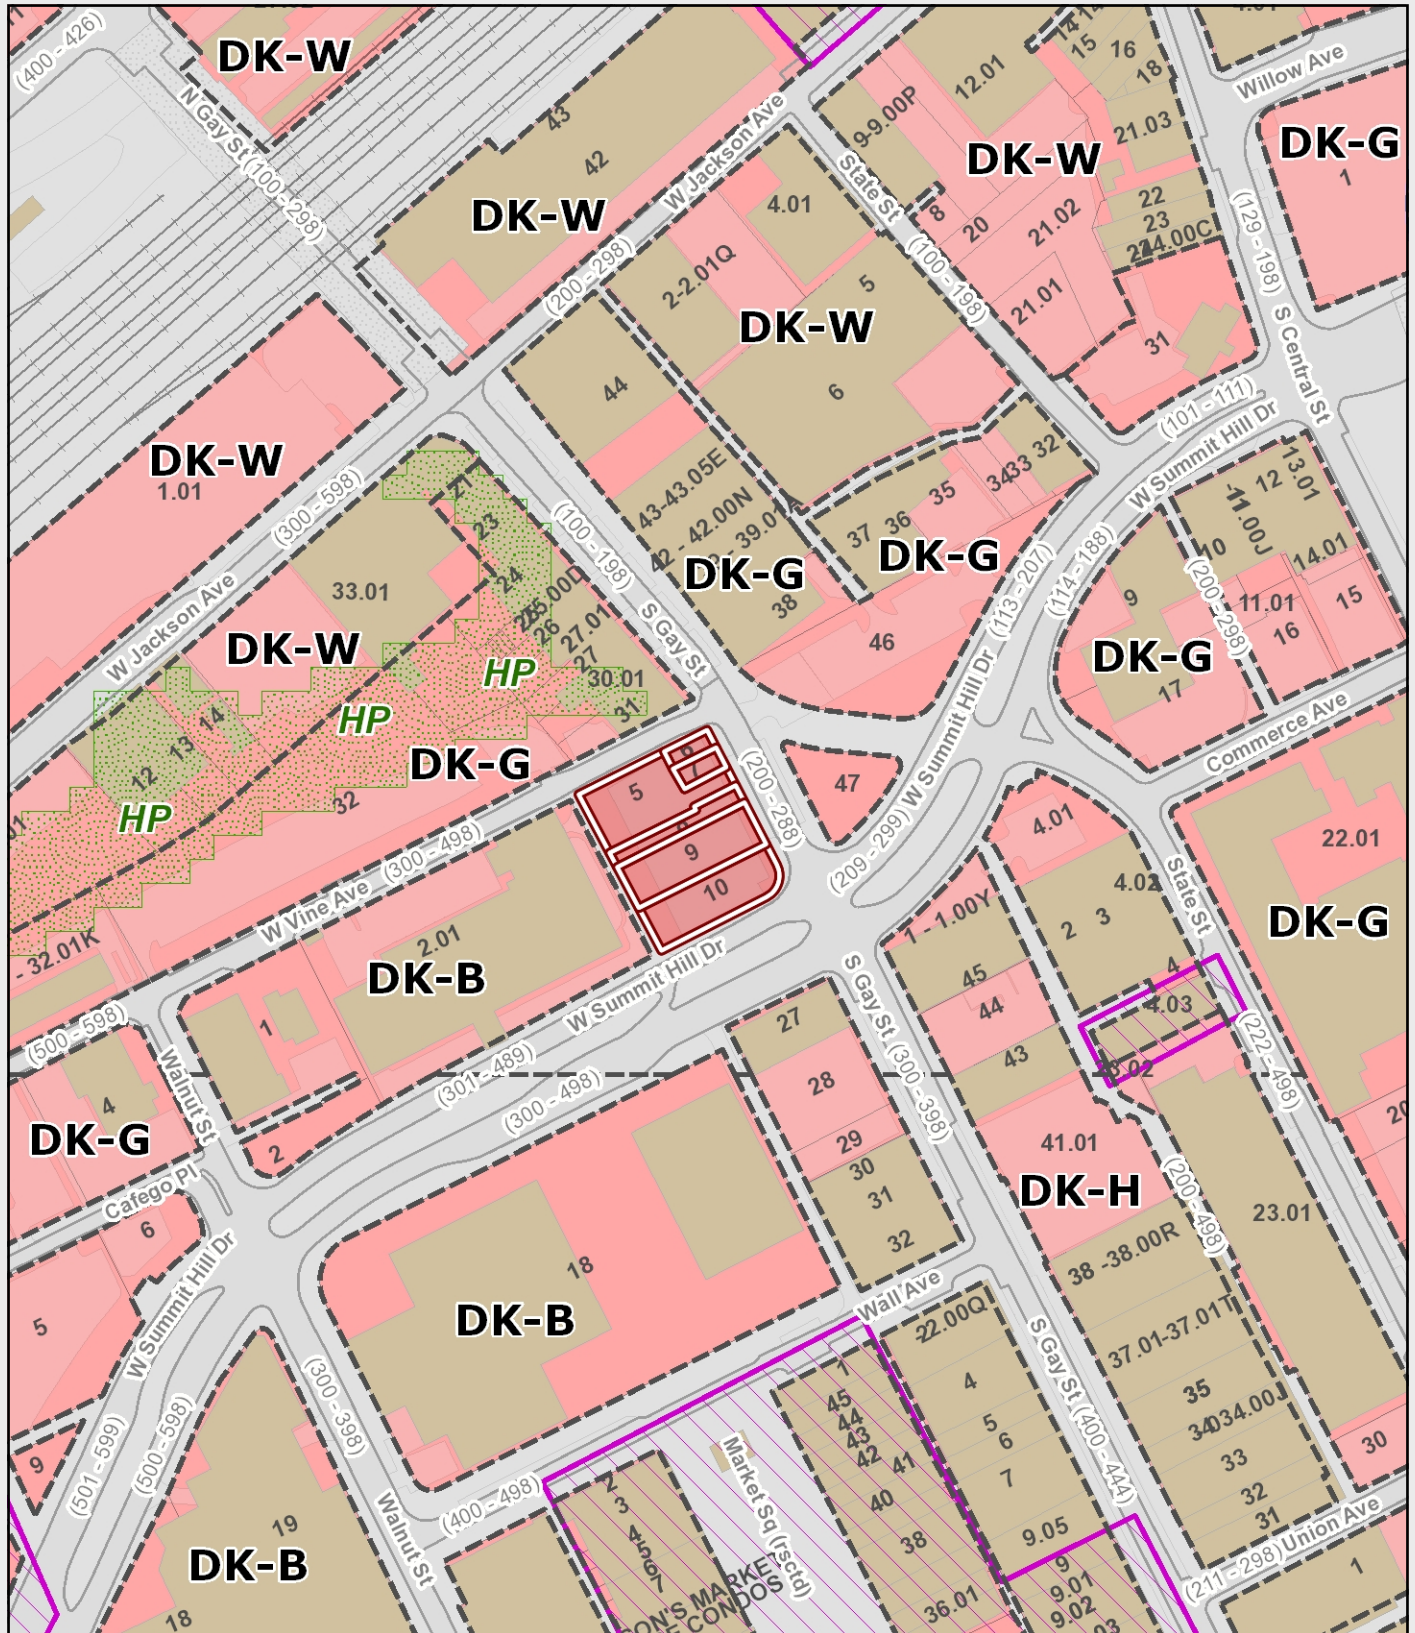 (400 - 426)
DK-W
N Gay St (100 - 298)
43
42
DK-W
W Jackson Ave
(200 - 298)
9-9.00P
12.01
14
15
16
18
21.03
Willow Ave
DK-G
1
DK-W
State St
(100 - 198)
8
20
21.02
22
23
(129 - 198)
S Central St
21.01
31
4.01
2-2.01Q
5
DK-W
6
44
DK-W
1.01
(300 - 598)
W Jackson Ave
43-43.05E
42 - 42.00N
38
DK-G
35
34
33
32
37
36
DK-G
(101 - 111)
W Summit Hill Dr
(113 - 207)
(114 - 188)
46
12
13.01
10
14.01
9
(200 - 298)
11.01
16
15
DK-G
17
Commerce Ave
21
23
24
26
27.01
27
30.01
31
33.01
DK-W
(100 - 198)
S Gay St
HP
HP
DK-G
14
13
12
HP
32
- 32.01K
5
9
10
(200 - 288)
47
W Summit Hill Dr
(209 - 299)
W Vine Ave
(300 - 498)
2.01
DK-B
W Summit Hill Dr
(301 - 489)
(300 - 498)
4.01
4.02
2
3
State St
22.01
DK-G
1 - 1.00Y
45
44
43
4
4.03
(222 - 498)
(500 - 598)
1
Walnut St
4
DK-G
2
Cafego Pl
6
5
W Summit Hill Dr
27
28
29
30
31
32
S Gay St
(300 - 398)
41.01
DK-H
(200 - 498)
23.01
18
DK-B
Wall Ave
38 -38.00R
37.01-37.01T
35
33
32
31
30
S Gay St
(400 - 444)
(211 - 298)
Union Ave
1
(300 - 398)
(501 - 599)
(500 - 598)
9
19
DK-B
18
Walnut St
(400 - 498)
Market Sq (rsctd)
2
3
4
5
6
7
1
45
44
43
42
41
40
38
36.01
4
5
6
7
9.05
9
9.01
9.02